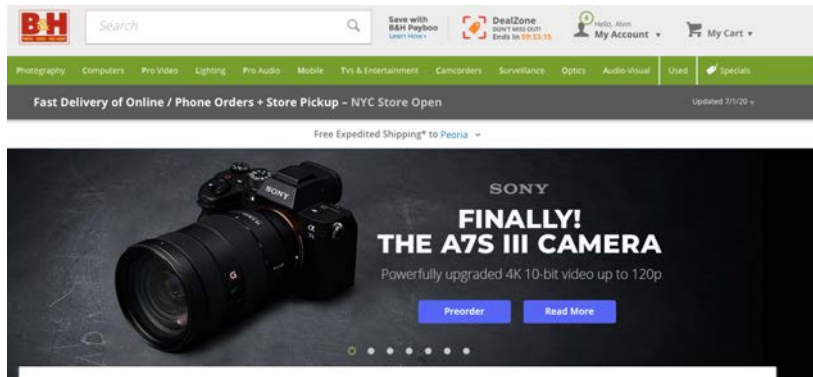 B&H
Search
Save with
B&H Payboo
Learn How
DealZone
DON'T MISS OUT!
Ends In 09:33:15
4
Hello, Alvin
My Account
My Cart
Photography Computers Pro Video Lighting Pro Audio Mobile TVs & Entertainment Camcorders Surveillance Optics Audio-Visual Used Specials
Fast Delivery of Online / Phone Orders + Store Pickup – NYC Store Open
Updated 7/1/20
Free Expedited Shipping* to Peoria
SONY
SONY
FINALLY!
THE A7S III CAMERA
Powerfully upgraded 4K 10-bit video up to 120p
Preorder Read More